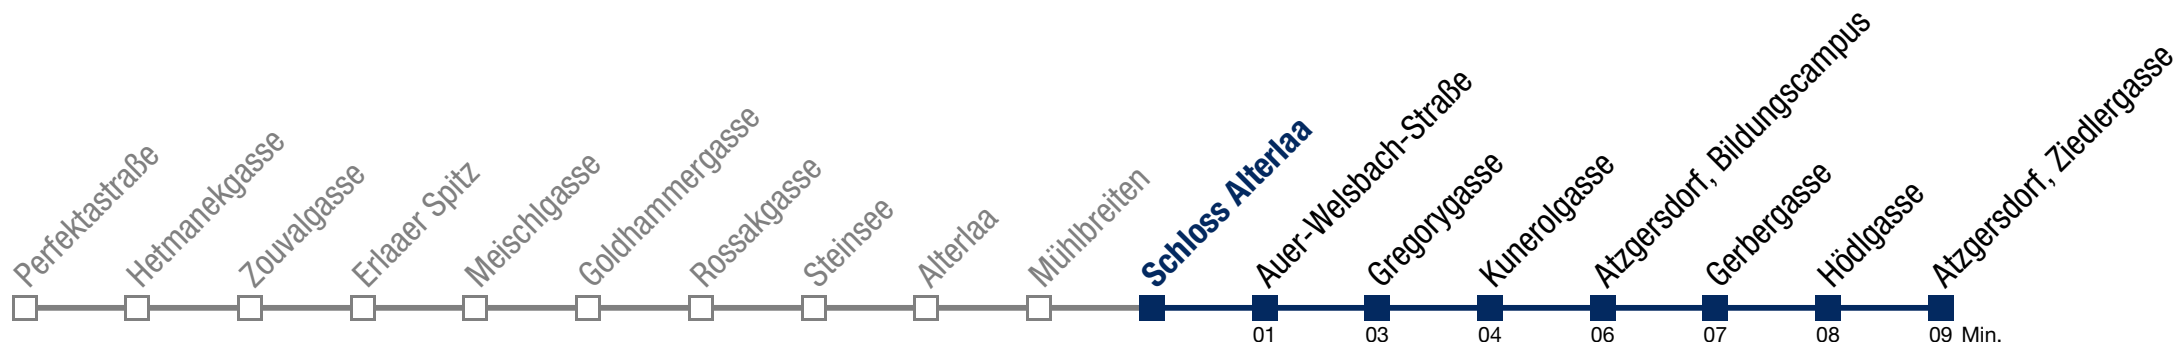 Perfektastraße
Hetmanekgasse
Zouvalgasse
Erlaaer Spitz
Meischlgasse
Goldhammergasse
Rossakgasse
Steinsee
Alterlaa
Mühlbreiten
Schloss Alterlaa
Auer-Welsbach-Straße
Gregorygasse
Kunerolgasse
Atzgersdorf, Bildungscampus
Gerbergasse
Hödlgasse
Atzgersdorf, Ziedlergasse
01 03 04 06 07 08 09 Min.